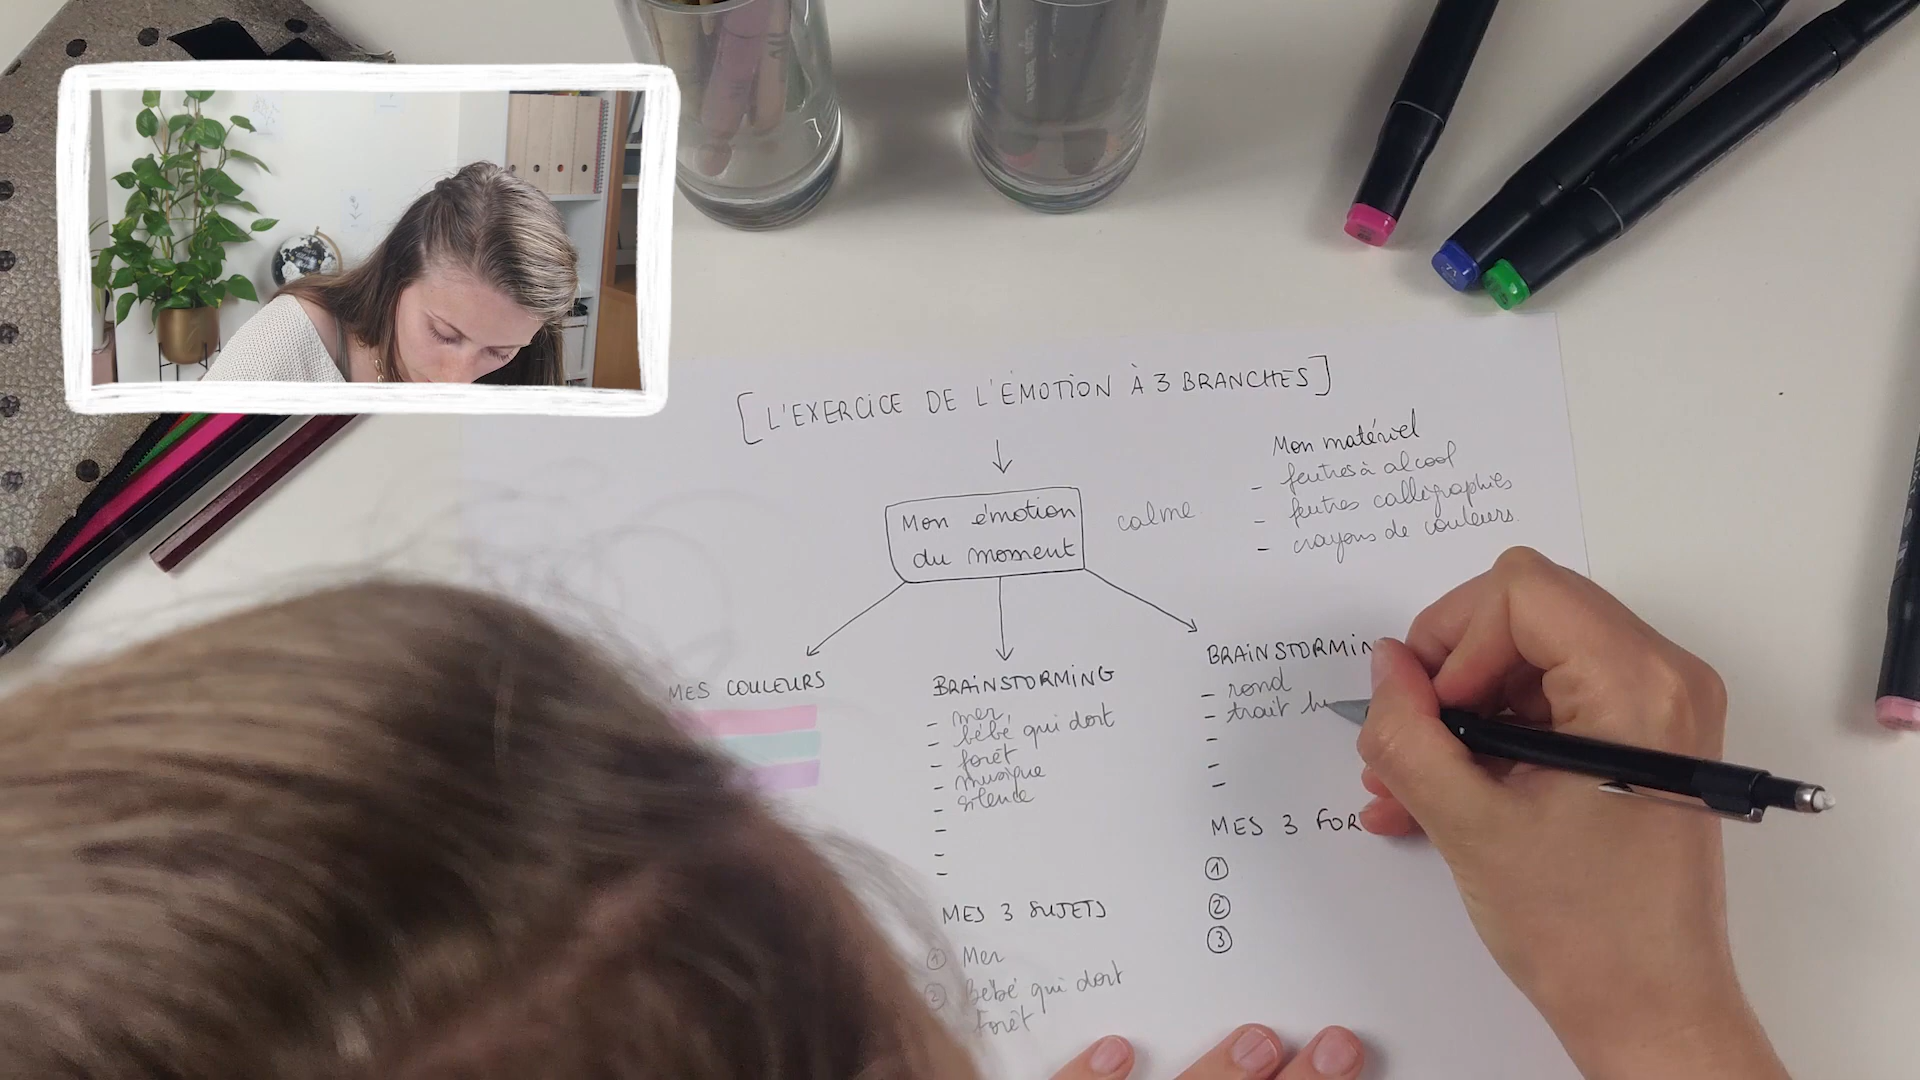 [L'EXERCICE DE L'ÉMOTION À 3 BRANCHES]
Mon matériel
- feutres à alcool
- feutres calligraphies
- crayons de couleurs.
Mon émotion
du moment
calme
MES COULEURS
BRAINSTORMING
- mer,
- bébé qui dort
- forêt
- musique
- silence
-
-
-
MES 3 SUJETS
① Mer
② Bébé qui dort
Forêt
BRAINSTORMIN
- rond
- trait
-
-
-
MES 3 FOR
①
②
③
71